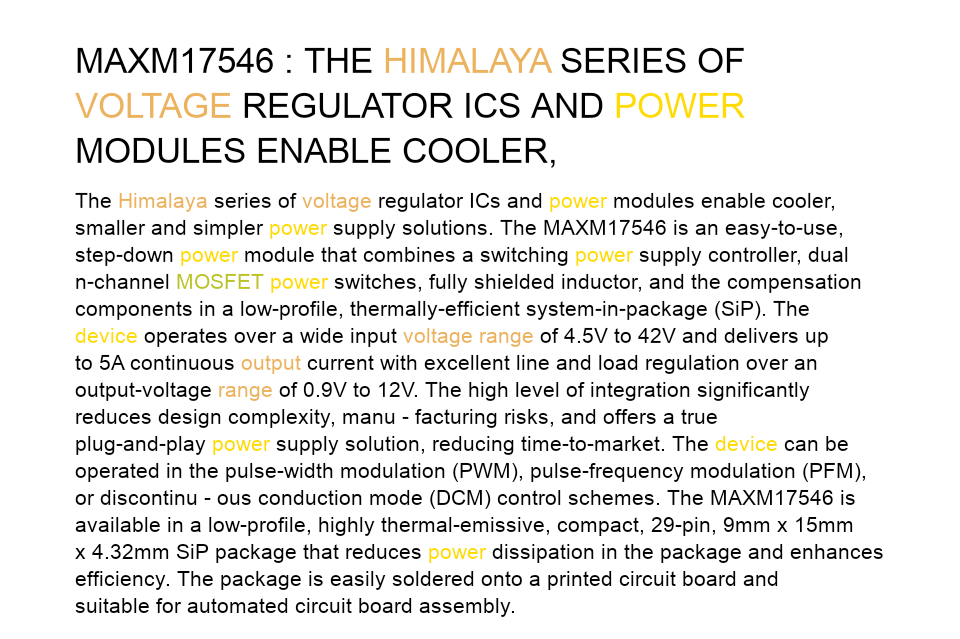 MAXM17546 : THE HIMALAYA SERIES OF
VOLTAGE REGULATOR ICS AND POWER
MODULES ENABLE COOLER,
The Himalaya series of voltage regulator ICs and power modules enable cooler,
smaller and simpler power supply solutions. The MAXM17546 is an easy-to-use,
step-down power module that combines a switching power supply controller, dual
n-channel MOSFET power switches, fully shielded inductor, and the compensation
components in a low-profile, thermally-efficient system-in-package (SiP). The
device operates over a wide input voltage range of 4.5V to 42V and delivers up
to 5A continuous output current with excellent line and load regulation over an
output-voltage range of 0.9V to 12V. The high level of integration significantly
reduces design complexity, manu - facturing risks, and offers a true
plug-and-play power supply solution, reducing time-to-market. The device can be
operated in the pulse-width modulation (PWM), pulse-frequency modulation (PFM),
or discontinu - ous conduction mode (DCM) control schemes. The MAXM17546 is
available in a low-profile, highly thermal-emissive, compact, 29-pin, 9mm x 15mm
x 4.32mm SiP package that reduces power dissipation in the package and enhances
efficiency. The package is easily soldered onto a printed circuit board and
suitable for automated circuit board assembly.